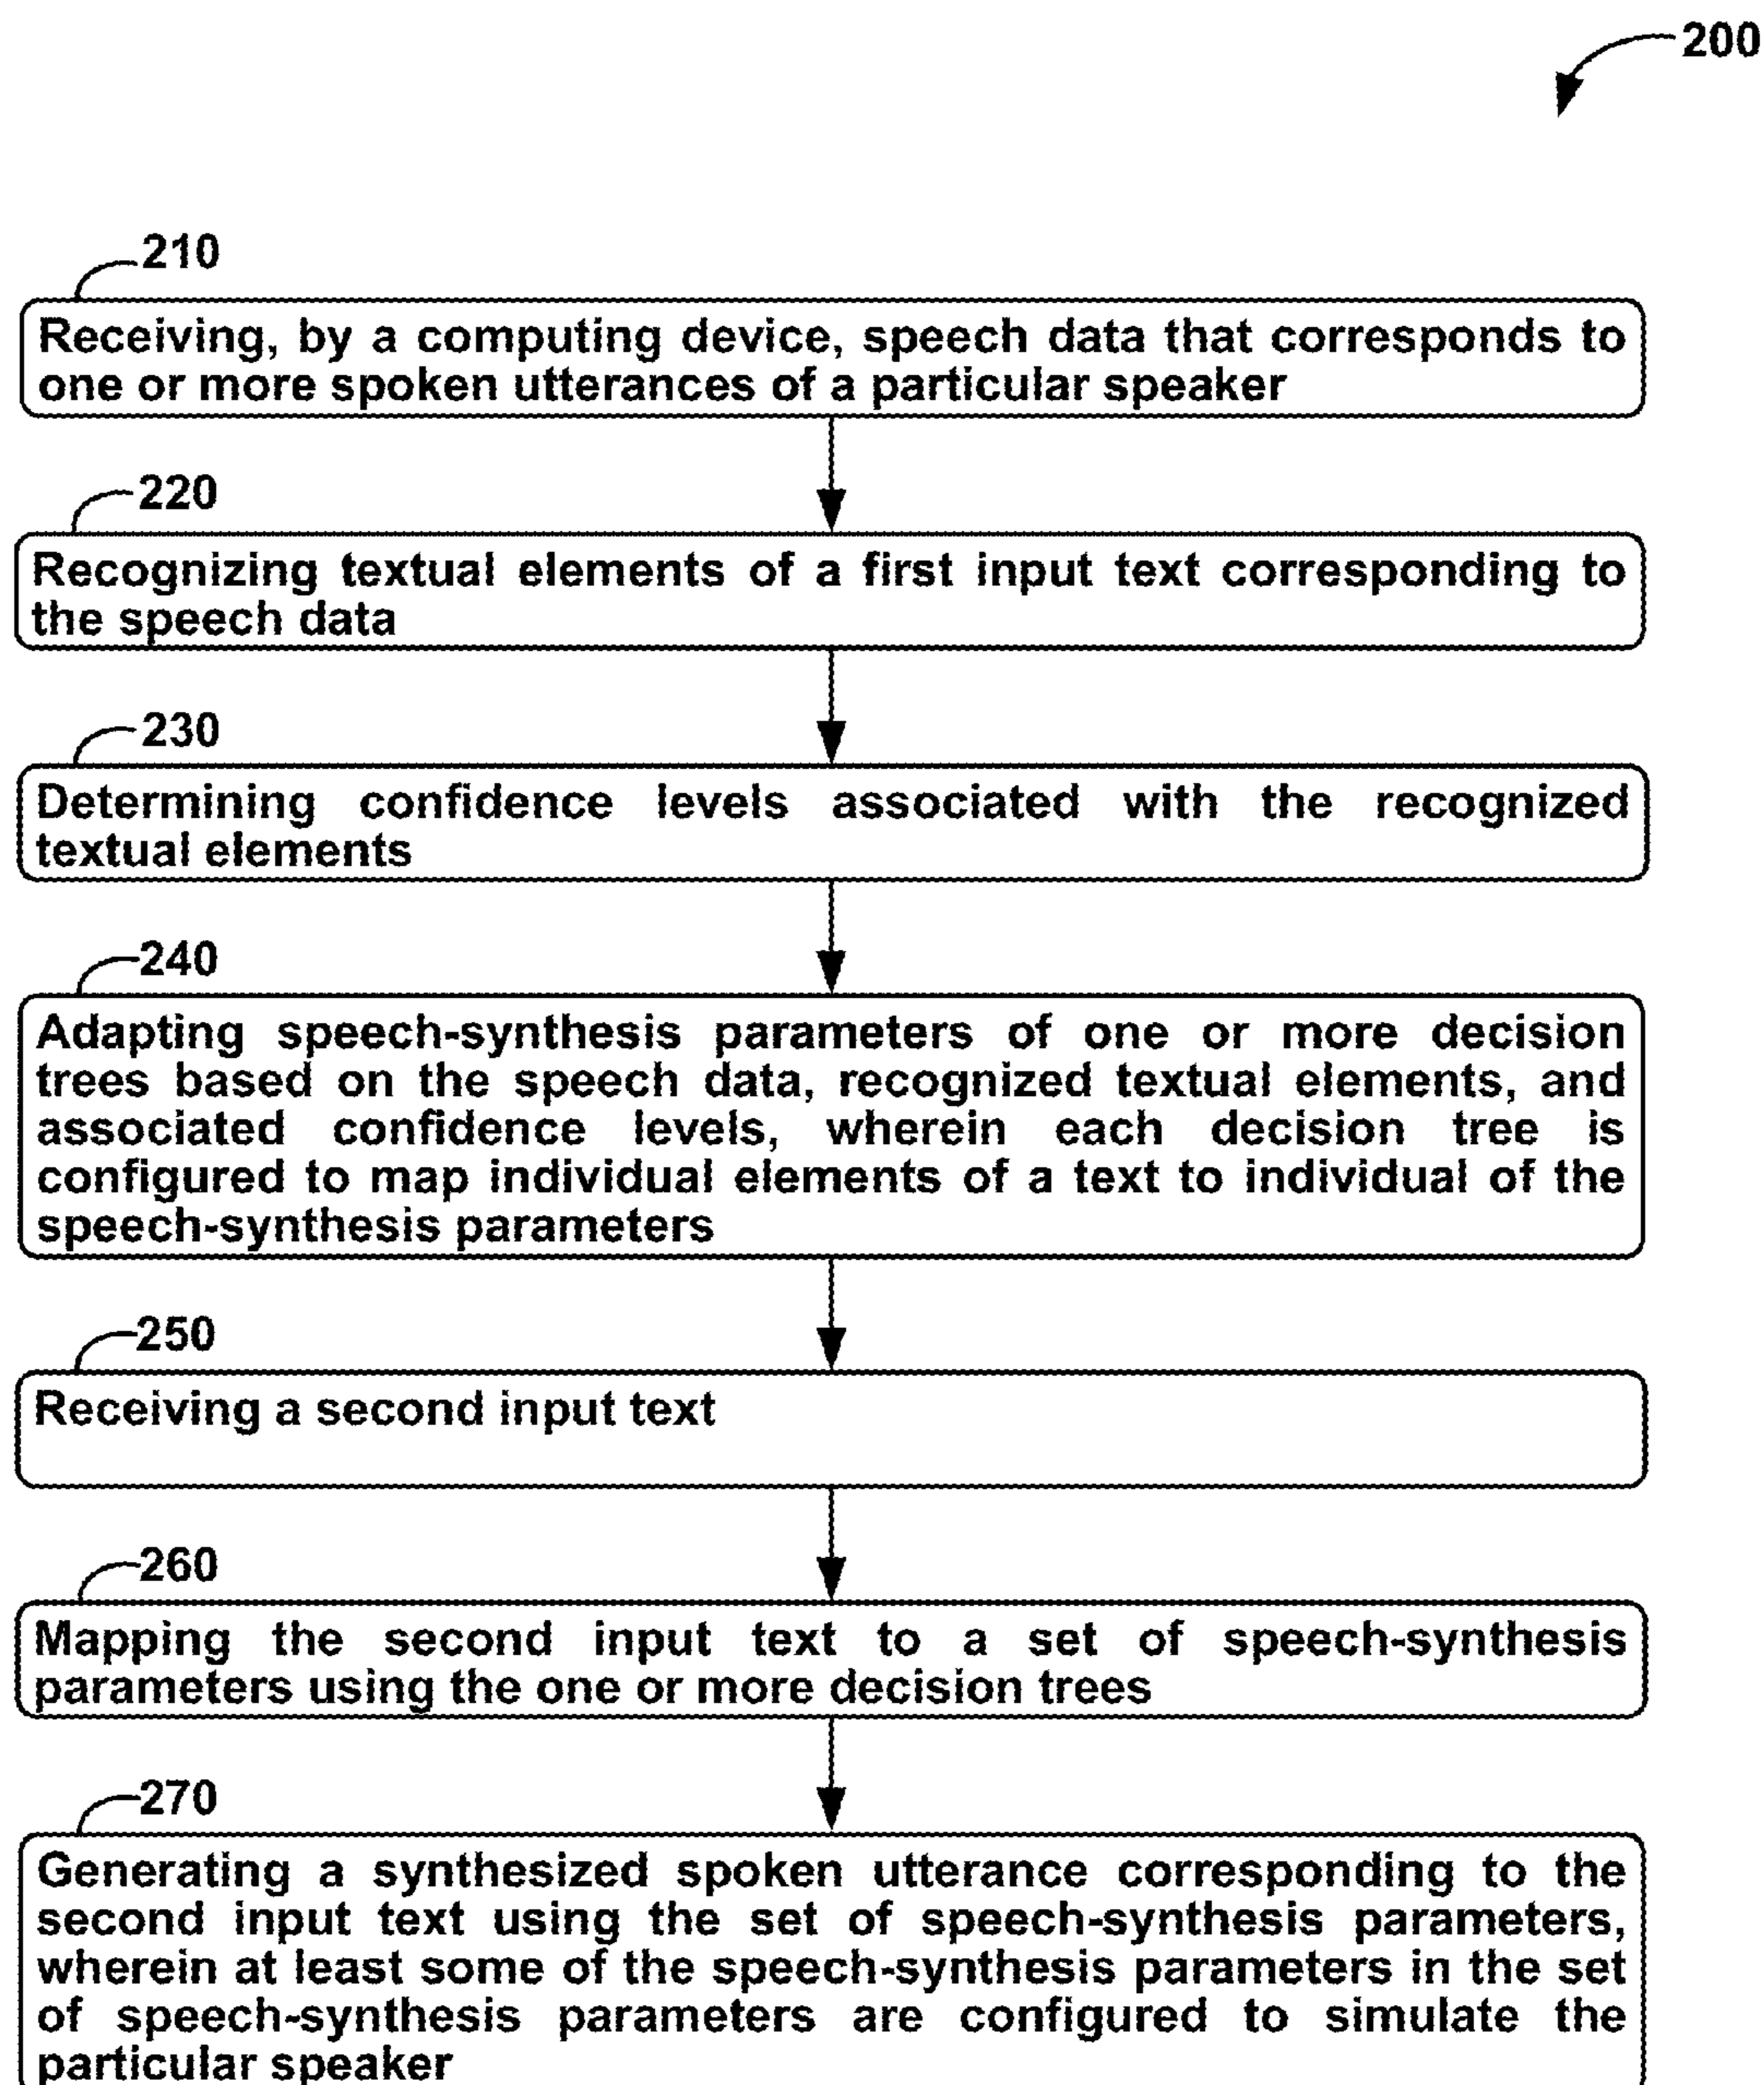 200
210
Receiving, by a computing device, speech data that corresponds to
one or more spoken utterances of a particular speaker
220
Recognizing textual elements of a first input text corresponding to
the speech data
230
Determining confidence levels associated with the recognized
textual elements
240
Adapting speech-synthesis parameters of one or more decision
trees based on the speech data, recognized textual elements, and
associated confidence levels, wherein each decision tree is
configured to map individual elements of a text to individual of the
speech-synthesis parameters
250
Receiving a second input text
260
Mapping the second input text to a set of speech-synthesis
parameters using the one or more decision trees
270
Generating a synthesized spoken utterance corresponding to the
second input text using the set of speech-synthesis parameters,
wherein at least some of the speech-synthesis parameters in the set
of speech-synthesis parameters are configured to simulate the
particular speaker